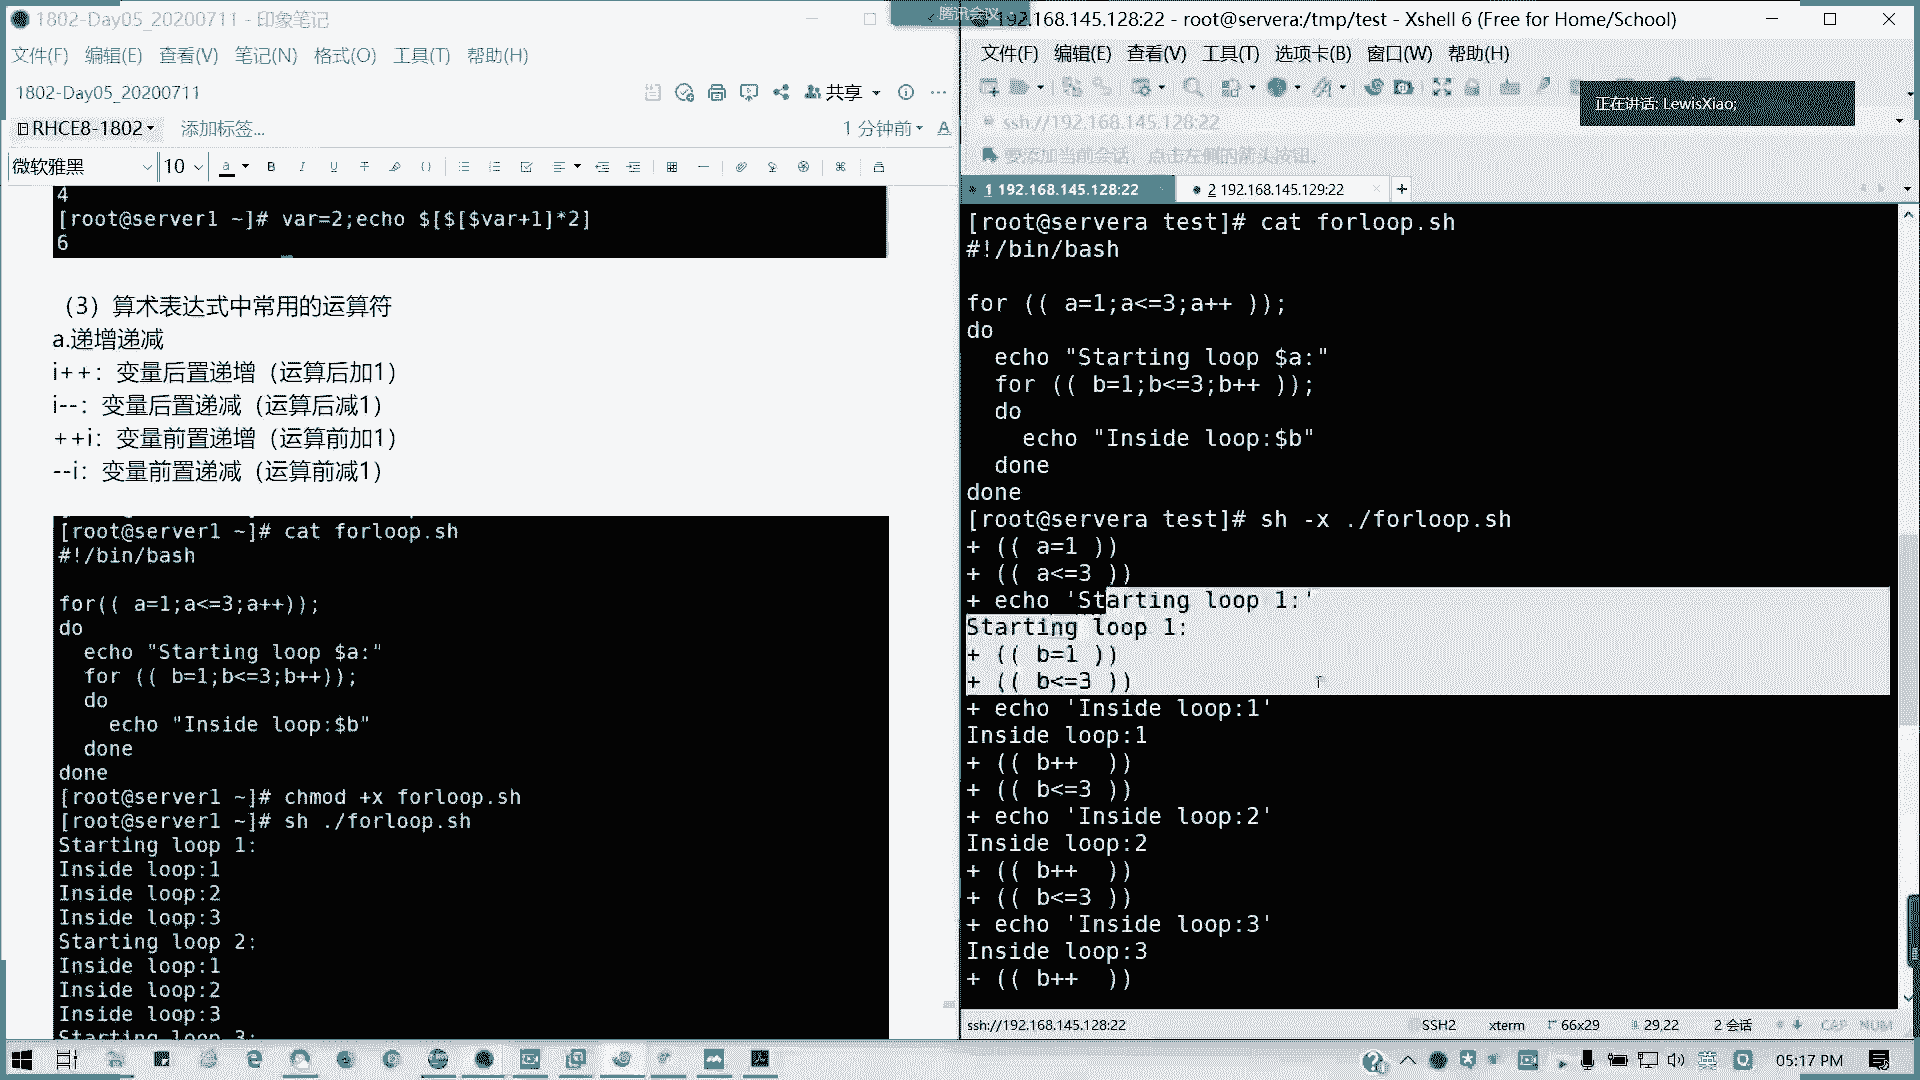 1802-Day05_20200711 - 印象笔记
文件(F) 编辑(E) 查看(V) 笔记(N) 格式(O) 工具(T) 帮助(H)
1802-Day05_20200711
共享
RHCE8-1802
添加标签...
1 分钟前
微软雅黑 10
4
[root@server1 ~]# var=2;echo $[$[$var+1]*2]
6
（3）算术表达式中常用的运算符
a.递增递减
i++：变量后置递增（运算后加1）
i--：变量后置递减（运算后减1）
++i：变量前置递增（运算前加1）
--i：变量前置递减（运算前减1）
[root@server1 ~]# cat forloop.sh
#!/bin/bash
for(( a=1;a<=3;a++));
do
echo "Starting loop $a:"
for (( b=1;b<=3;b++));
do
echo "Inside loop:$b"
done
done
[root@server1 ~]# chmod +x forloop.sh
[root@server1 ~]# sh ./forloop.sh
Starting loop 1:
Inside loop:1
Inside loop:2
Inside loop:3
Starting loop 2:
Inside loop:1
Inside loop:2
Inside loop:3
Starting loop 3:
腾讯会议
192.168.145.128:22 - root@servera:/tmp/test - Xshell 6 (Free for Home/School)
文件(F) 编辑(E) 查看(V) 工具(T) 选项卡(B) 窗口(W) 帮助(H)
正在讲话: LewisXiao;
ssh://192.168.145.128:22
要添加当前会话，点击左侧的箭头按钮。
1 192.168.145.128:22
2 192.168.145.129:22
[root@servera test]# cat forloop.sh
#!/bin/bash
for (( a=1;a<=3;a++ ));
do
echo "Starting loop $a:"
for (( b=1;b<=3;b++ ));
do
echo "Inside loop:$b"
done
done
[root@servera test]# sh -x ./forloop.sh
+ (( a=1 ))
+ (( a<=3 ))
+ echo 'Starting loop 1:'
Starting loop 1:
+ (( b=1 ))
+ (( b<=3 ))
+ echo 'Inside loop:1'
Inside loop:1
+ (( b++  ))
+ (( b<=3 ))
+ echo 'Inside loop:2'
Inside loop:2
+ (( b++  ))
+ (( b<=3 ))
+ echo 'Inside loop:3'
Inside loop:3
+ (( b++  ))
ssh://192.168.145.128:22
SSH2
xterm
66x29
29,22
2 会话
CAP NUM
英
05:17 PM